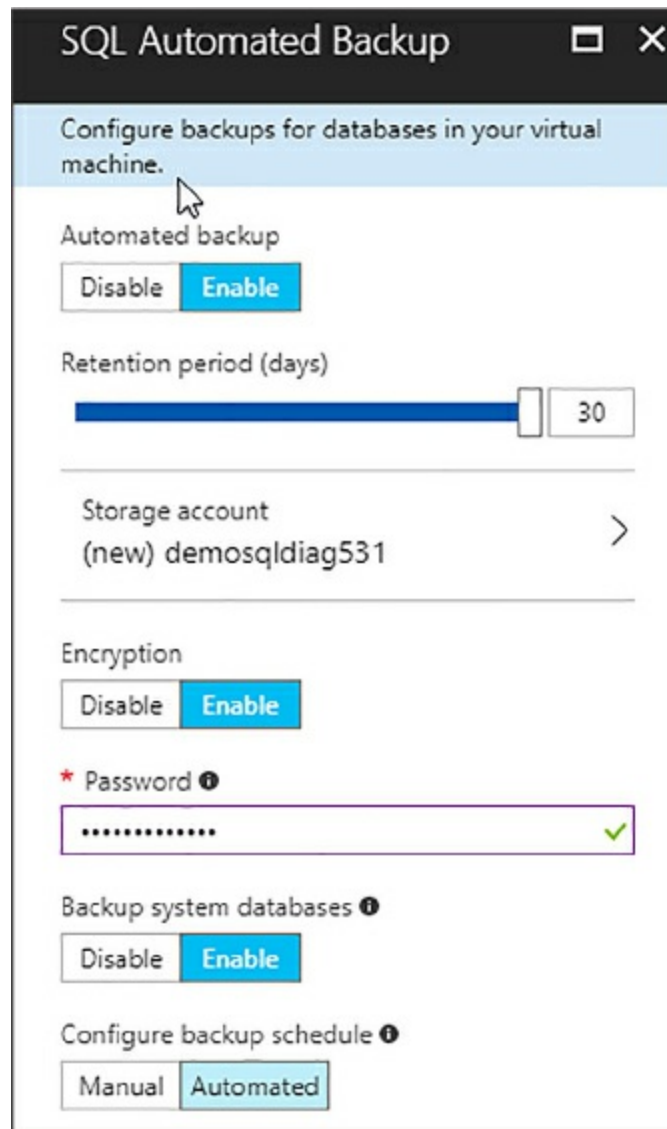 SQL Automated Backup
Configure backups for databases in your virtual
machine.
Automated backup
Disable Enable
Retention period (days)
30
Storage account
(new) demosqldiag531
Encryption
Disable Enable
* Password
•••••••••••••
Backup system databases
Disable Enable
Configure backup schedule
Manual Automated